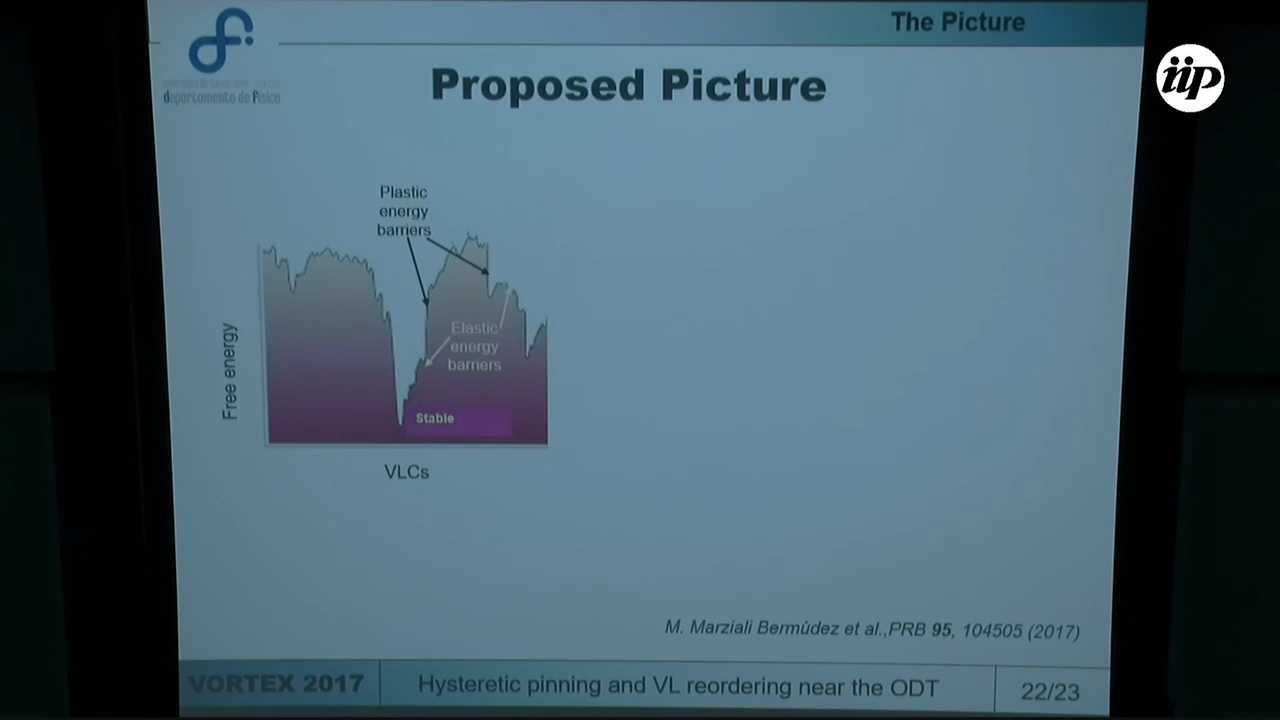 The Picture
iip
departamento de física
Proposed Picture
Plastic
energy
barriers
Elastic
energy
barriers
Free energy
Stable
VLCs
M. Marziali Bermúdez et al.,PRB 95, 104505 (2017)
VORTEX 2017
Hysteretic pinning and VL reordering near the ODT
22/23